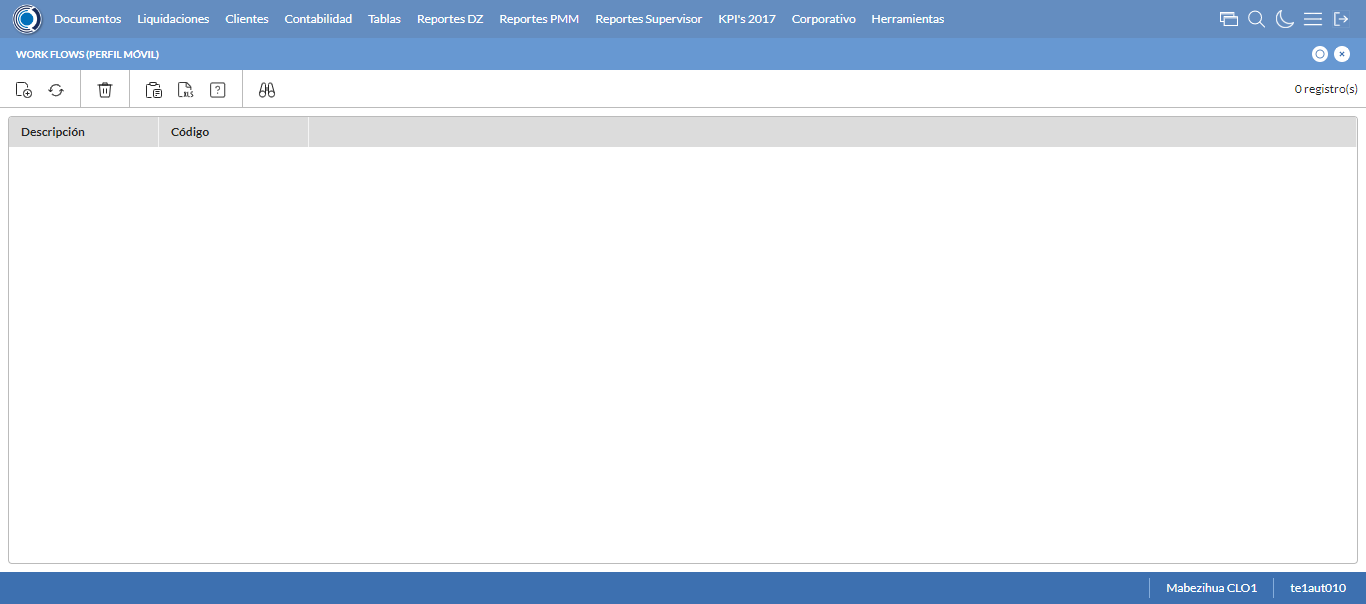 Documentos Liquidaciones Clientes Contabilidad Tablas Reportes DZ Reportes PMM Reportes Supervisor KPI's 2017 Corporativo Herramientas
WORK FLOWS (PERFIL MÓVIL)
XLS ? 0 registro(s)
Descripción Código
Mabezihua CLO1 te1aut010